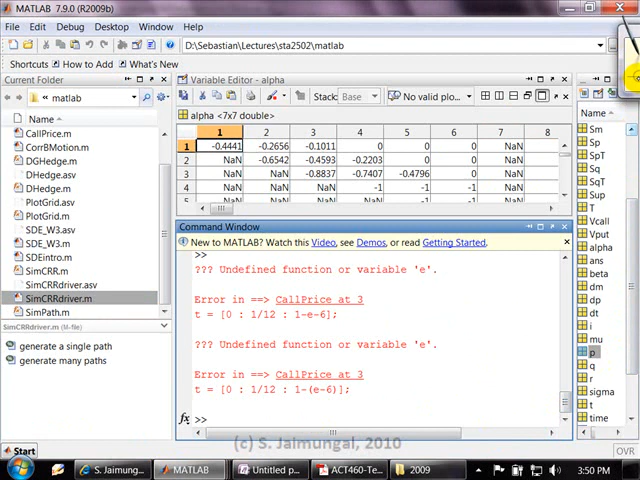 MATLAB 7.9.0 (R2009b)
File Edit Debug Desktop Window Help
D:\Sebastian\Lectures\sta2502\matlab
Shortcuts How to Add What's New
Current Folder
« matlab
Name
CallPrice.m
CorrBMotion.m
DGHedge.m
DHedge.asv
DHedge.m
PlotGrid.asv
PlotGrid.m
SDE_W3.asv
SDE_W3.m
SDEintro.m
SimCRR.m
SimCRRdriver.asv
SimCRRdriver.m
SimPath.m
SimCRRdriver.m (M-file)
generate a single path
generate many paths
Variable Editor - alpha
Stack: Base No valid plo...
alpha <7x7 double>
1 2 3 4 5 6 7 8
1 -0.4441 -0.2656 -0.1011 0 0 0 NaN
2 NaN -0.6542 -0.4593 -0.2203 0 0 NaN
3 NaN NaN -0.8837 -0.7407 -0.4796 0 NaN
4 NaN NaN NaN -1 -1 -1 NaN
Command Window
New to MATLAB? Watch this Video, see Demos, or read Getting Started.
>>
??? Undefined function or variable 'e'.
Error in ==> CallPrice at 3
t = [0 : 1/12 : 1-e-6];
??? Undefined function or variable 'e'.
Error in ==> CallPrice at 3
t = [0 : 1/12 : 1-(e-6)];
fx >>
Name
Sm
Sp
SpT
Sq
SqT
Sup
T
Vcall
Vput
alpha
ans
beta
dm
dp
dt
i
mu
p
q
r
sigma
t
time
Start
OVR
(c) S. Jaimungal, 2010
S. Jaimung... MATLAB Untitled p... ACT460-Te... 2009 3:50 PM